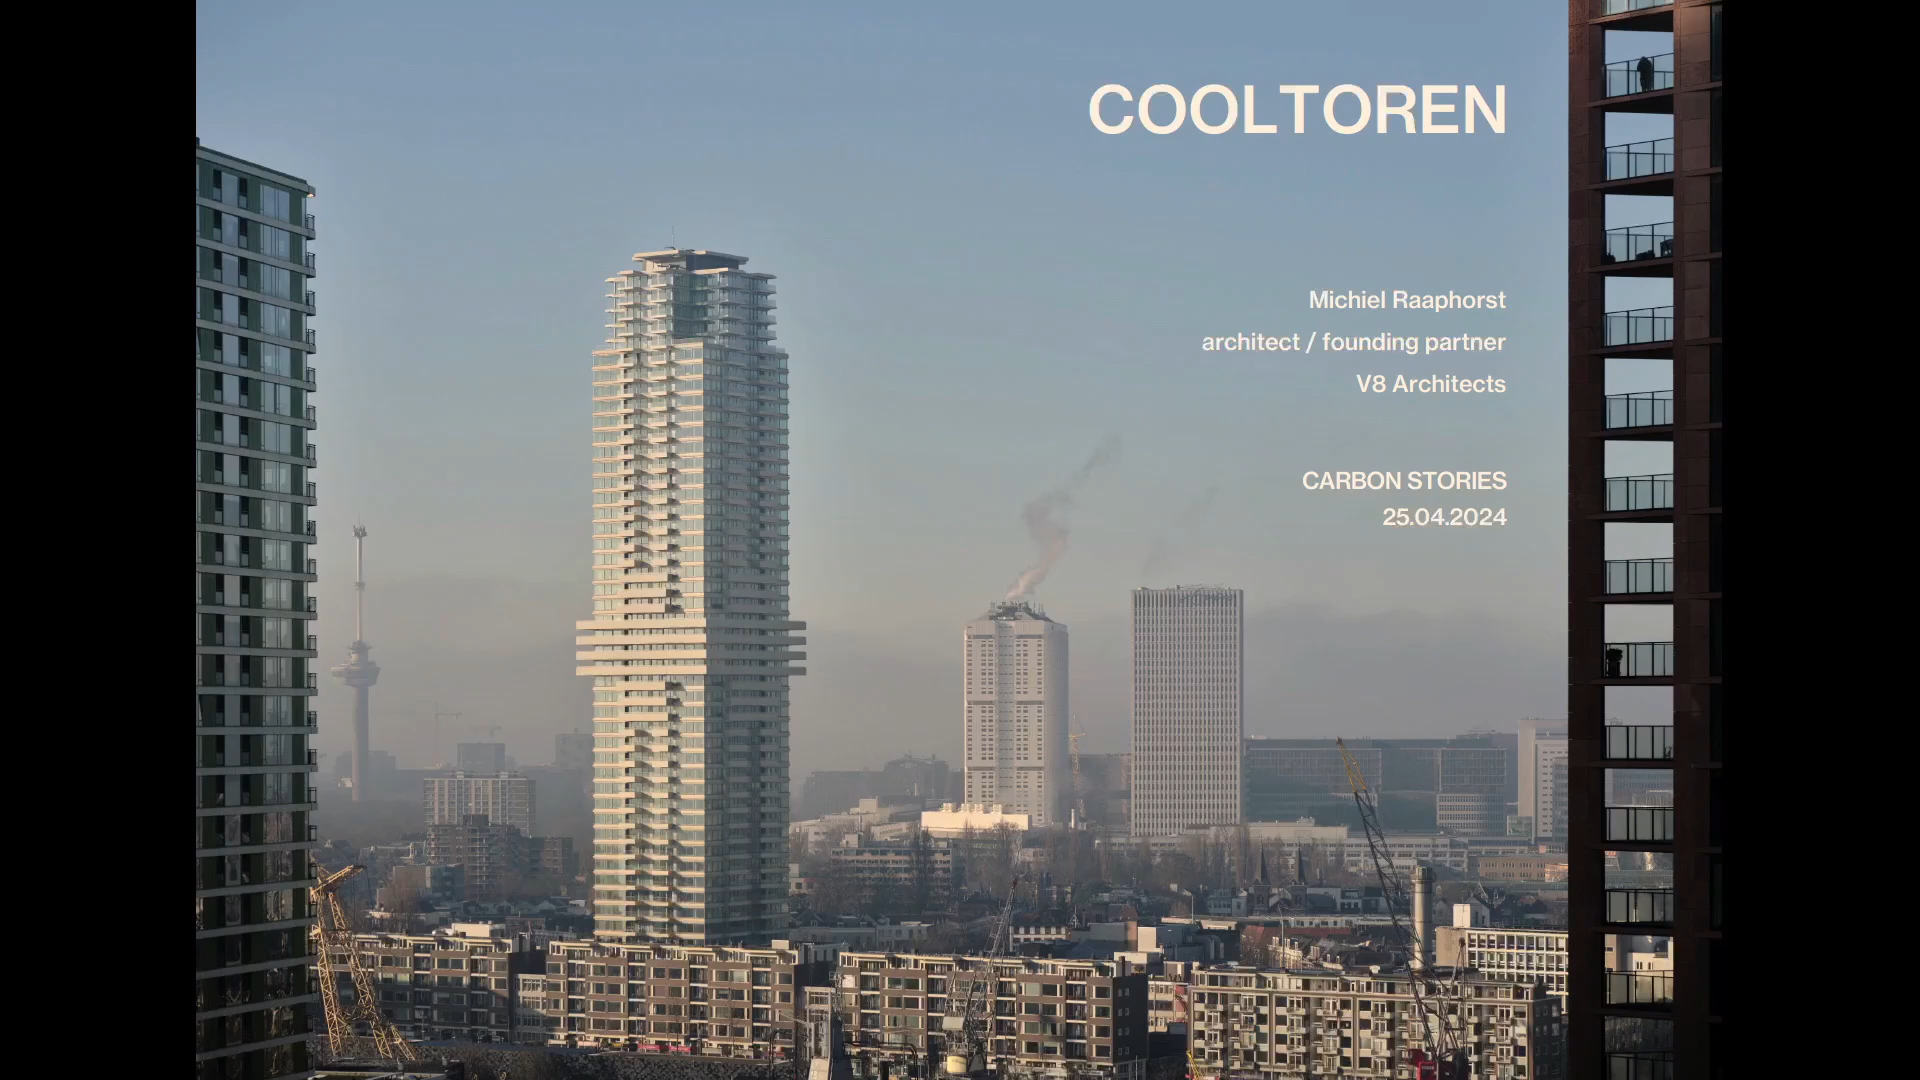 COOLTOREN
Michiel Raaphorst
architect / founding partner
V8 Architects
CARBON STORIES
25.04.2024